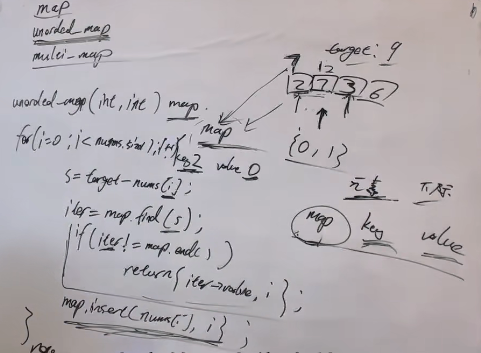 map
unorded_map
multi_map
target: 9
12
2 7 3 6
unorded_map(int, int) map.
map
for(i=0; i<nums.size(); i++){
key 2 value 0
{0,1}
s=target-nums[i];
元素 下标
iter=map.find(s);
map key value
if(iter!=map.end( )
return{iter->value, i};
map.insert(nums[i], i};
}